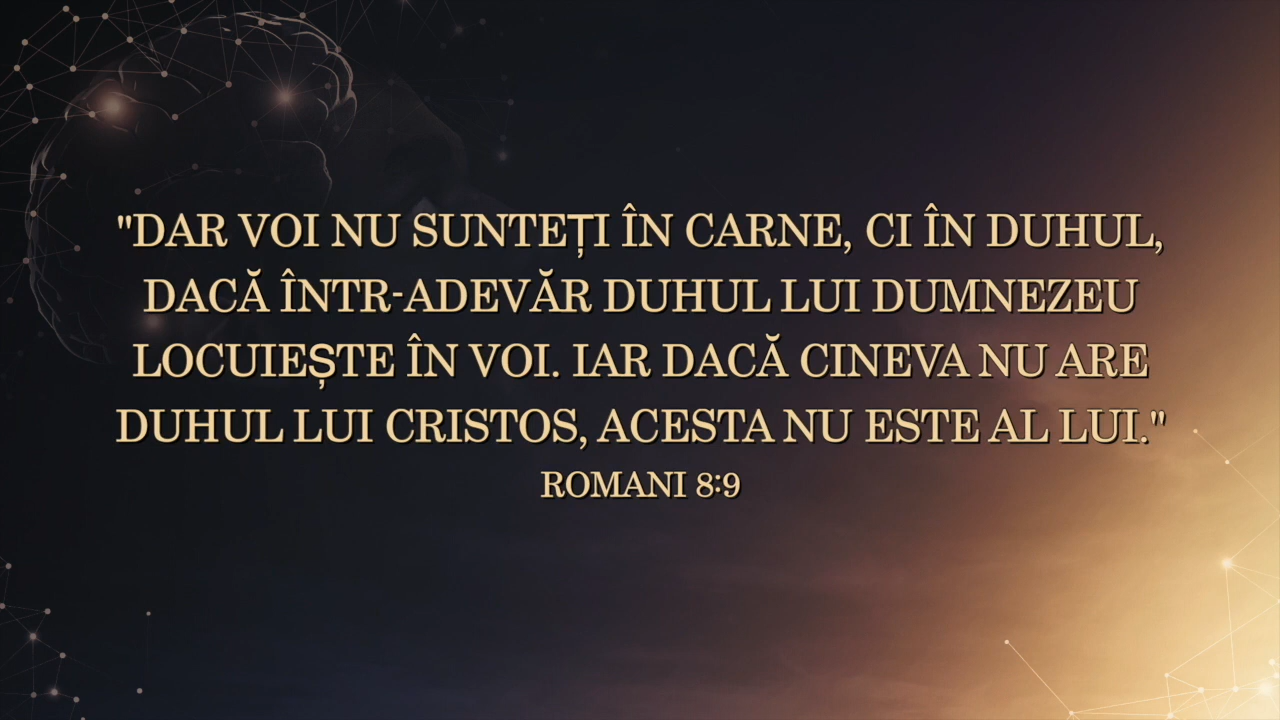 "DAR VOI NU SUNTEȚI ÎN CARNE, CI ÎN DUHUL,
DACĂ ÎNTR-ADEVĂR DUHUL LUI DUMNEZEU
LOCUIEȘTE ÎN VOI. IAR DACĂ CINEVA NU ARE
DUHUL LUI CRISTOS, ACESTA NU ESTE AL LUI."
ROMANI 8:9